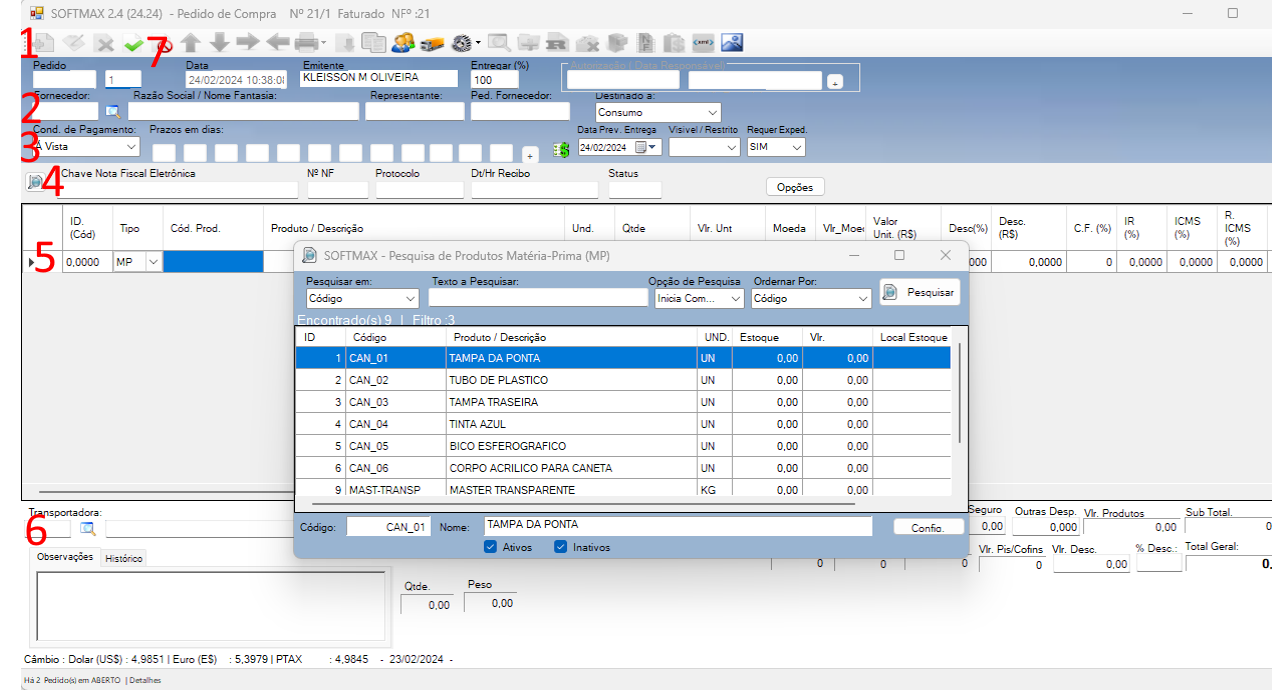 SOFTMAX 2.4 (24.24) - Pedido de Compra Nº 21/1 Faturado NFº :21
1
7
Pedido Data Emitente Entregar (%) Autorização / Data Responsável)
1 24/02/2024 10:38:0 KLEISSON M OLIVEIRA 100 +
2
Fornecedor: Razão Social / Nome Fantasia: Representante: Ped. Fornecedor: Destinado a:
Consumo
3
Cond. de Pagamento: Prazos em dias: Data Prev. Entrega Visivel / Restrito Requer Exped.
À Vista + 24/02/2024 SIM
4
Chave Nota Fiscal Eletrônica Nº NF Protocolo Dt/Hr Recibo Status
Opções
ID. (Cód) Tipo Cód. Prod. Produto / Descrição Und. Qtde Vlr. Unt Moeda Vlr_Moe Valor Unit. (R$) Desc(%) Desc. (R$) C.F. (%) IR (%) ICMS (%) R. ICMS (%)
5
0,0000 MP 000 0,0000 0 0,0000 0,0000 0,0000
SOFTMAX - Pesquisa de Produtos Matéria-Prima (MP)
Pesquisar em: Texto a Pesquisar: Opção de Pesquisa Ordernar Por:
Código Inicia Com... Código Pesquisar
Encontrado(s) 9 | Filtro :3
ID Código Produto / Descrição UND. Estoque Vlr. Local Estoque
1 CAN_01 TAMPA DA PONTA UN 0,00 0,00
2 CAN_02 TUBO DE PLASTICO UN 0,00 0,00
3 CAN_03 TAMPA TRASEIRA UN 0,00 0,00
4 CAN_04 TINTA AZUL UN 0,00 0,00
5 CAN_05 BICO ESFEROGRAFICO UN 0,00 0,00
6 CAN_06 CORPO ACRILICO PARA CANETA UN 0,00 0,00
9 MAST-TRANSP MASTER TRANSPARENTE KG 0,00 0,00
Código: CAN_01 Nome: TAMPA DA PONTA Config.
Ativos Inativos
Transportadora: Seguro Outras Desp. Vlr. Produtos Sub Total.
6
0,00 0,000 0,00 0
Vlr. Pis/Cofins Vlr. Desc. % Desc.: Total Geral:
0 0 0 0 0,00 0,
Observações Histórico
Qtde. Peso
0,00 0,00
Câmbio : Dolar (US$) : 4,9851 | Euro (E$) : 5,3979 | PTAX : 4,9845 - 23/02/2024 -
Há 2 Pedido(s) em ABERTO | Detalhes